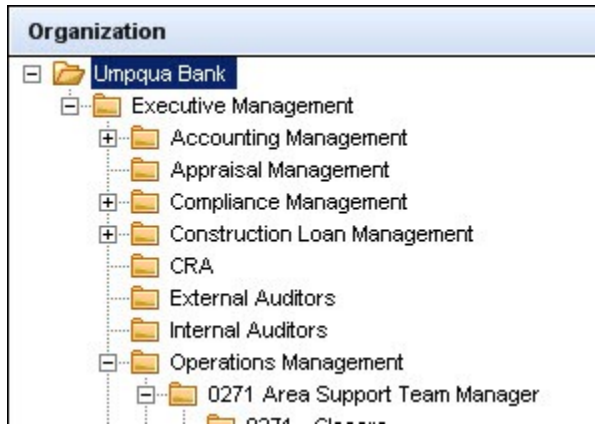 Organization
Umpqua Bank
Executive Management
Accounting Management
Appraisal Management
Compliance Management
Construction Loan Management
CRA
External Auditors
Internal Auditors
Operations Management
0271 Area Support Team Manager